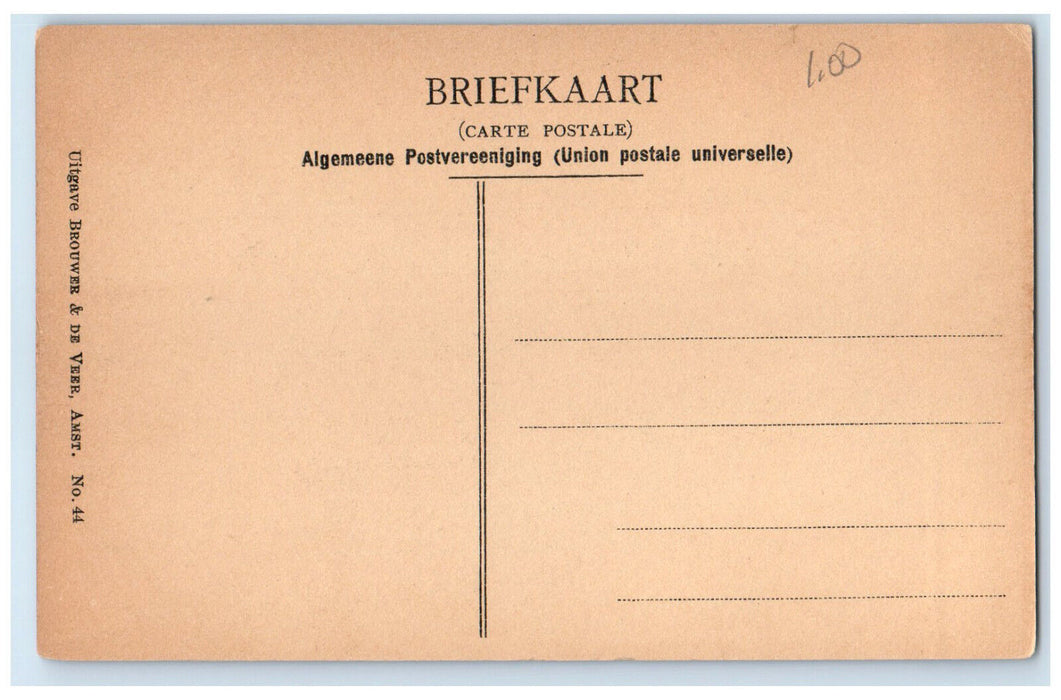 1.00
BRIEFKAART
(CARTE POSTALE)
Algemeene Postvereeniging (Union postale universelle)
Uitgave BROUWER & DE VEER, AMST. No. 44